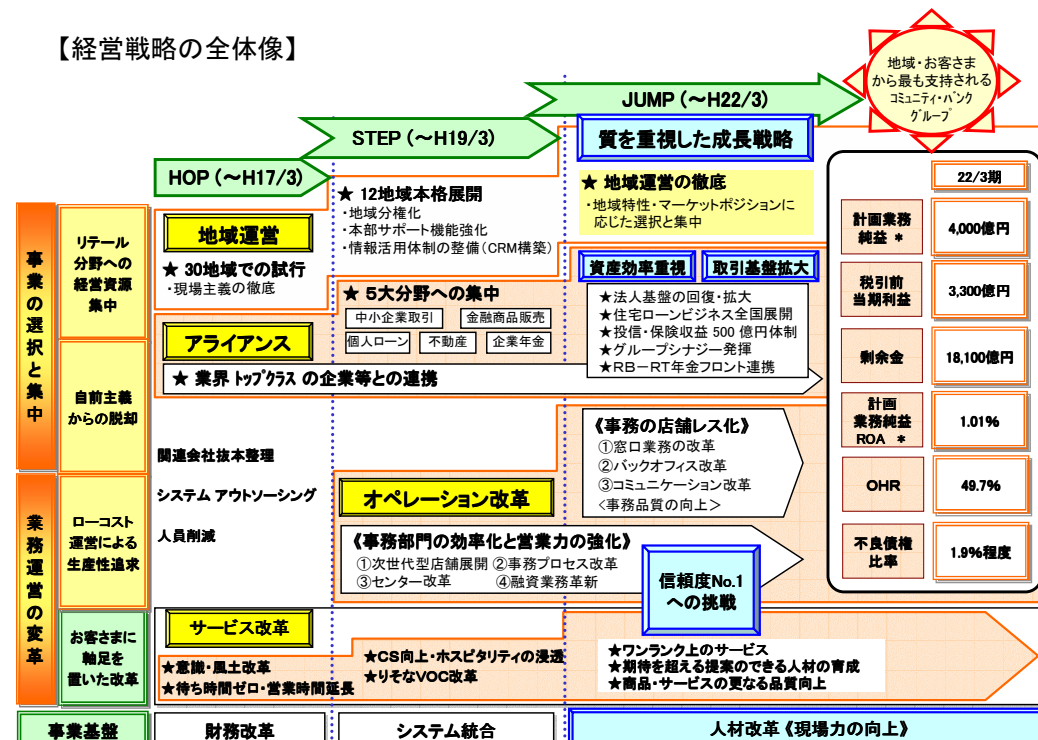 【経営戦略の全体像】
地域・お客さま
から最も支持される
コミュニティ・バンク
グループ
JUMP (～H22/3)
STEP (～H19/3)
HOP (～H17/3)
質を重視した成長戦略
★ 12地域本格展開
・地域分権化
・本部サポート機能強化
・情報活用体制の整備(CRM構築)
★ 地域運営の徹底
・地域特性・マーケットポジションに
応じた選択と集中
事業の選択と集中
リテール
分野への
経営資源
集中
地域運営
★ 30地域での試行
・現場主義の徹底
★ 5大分野への集中
中小企業取引
金融商品販売
個人ローン
不動産
企業年金
資産効率重視
取引基盤拡大
★法人基盤の回復・拡大
★住宅ローンビジネス全国展開
★投信・保険収益 500 億円体制
★グループシナジー発揮
★RB－RT年金フロント連携
アライアンス
★ 業界 トップクラス の企業等との連携
自前主義
からの脱却
関連会社抜本整理
システム アウトソーシング
人員削減
《事務の店舗レス化》
①窓口業務の改革
②バックオフィス改革
③コミュニケーション改革
<事務品質の向上>
業務運営の変革
ローコスト
運営による
生産性追求
オペレーション改革
《事務部門の効率化と営業力の強化》
①次世代型店舗展開 ②事務プロセス改革
③センター改革 ④融資業務革新
信頼度No.1
への挑戦
お客さまに
軸足を
置いた改革
サービス改革
★意識・風土改革
★待ち時間ゼロ・営業時間延長
★CS向上・ホスピタリティの浸透
★りそなVOC改革
★ワンランク上のサービス
★期待を超える提案のできる人材の育成
★商品・サービスの更なる品質向上
事業基盤
財務改革
システム統合
人材改革《現場力の向上》
22/3期
計画業務
純益 *
4,000億円
税引前
当期利益
3,300億円
剰余金
18,100億円
計画
業務純益
ROA *
1.01%
OHR
49.7%
不良債権
比率
1.9%程度